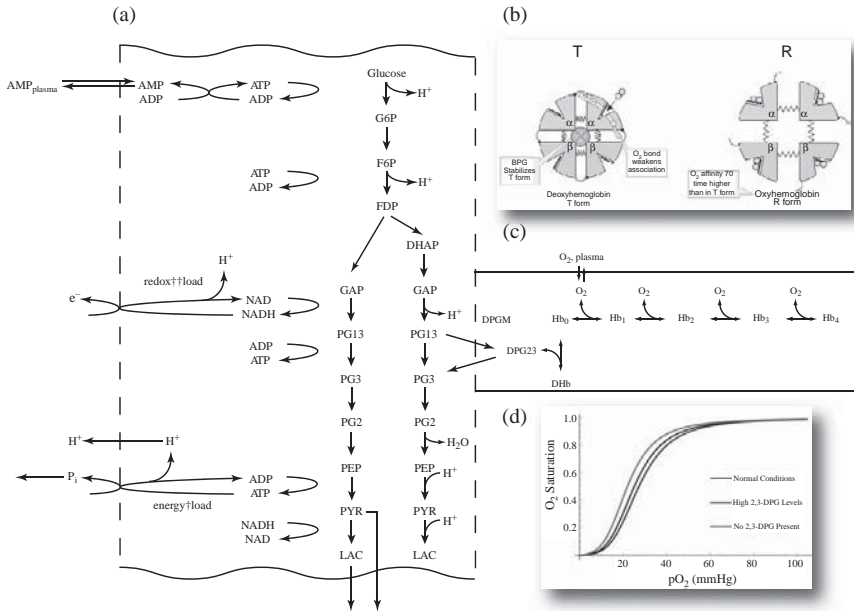 (a)
AMPplasma
AMP
ADP
ATP
ADP
Glucose
H+
G6P
ATP
ADP
F6P
H+
FDP
DHAP
H+
redox††load
e−
NAD
NADH
GAP
GAP
H+
PG13
PG13
ADP
ATP
PG3
PG3
PG2
PG2
H2O
H+
H+
PEP
PEP
H+
Pi
ADP
ATP
energy†load
PYR
PYR
H+
NADH
NAD
LAC
LAC
(b)
T
R
α
α
β
β
BPG
Stabilizes
T form
O2 bond
weakens
association
Deoxyhemoglobin
T form
α
α
β
β
O2 affinity 70
time higher
than in T form
Oxyhemoglobin
R form
(c)
O2, plasma
O2
O2
O2
O2
DPGM
Hb0
Hb1
Hb2
Hb3
Hb4
DPG23
DHb
(d)
O2 Saturation
1.0
0.8
0.6
0.4
0.2
Normal Conditions
High 2,3-DPG Levels
No 2,3-DPG Present
20
40
60
80
100
pO2 (mmHg)